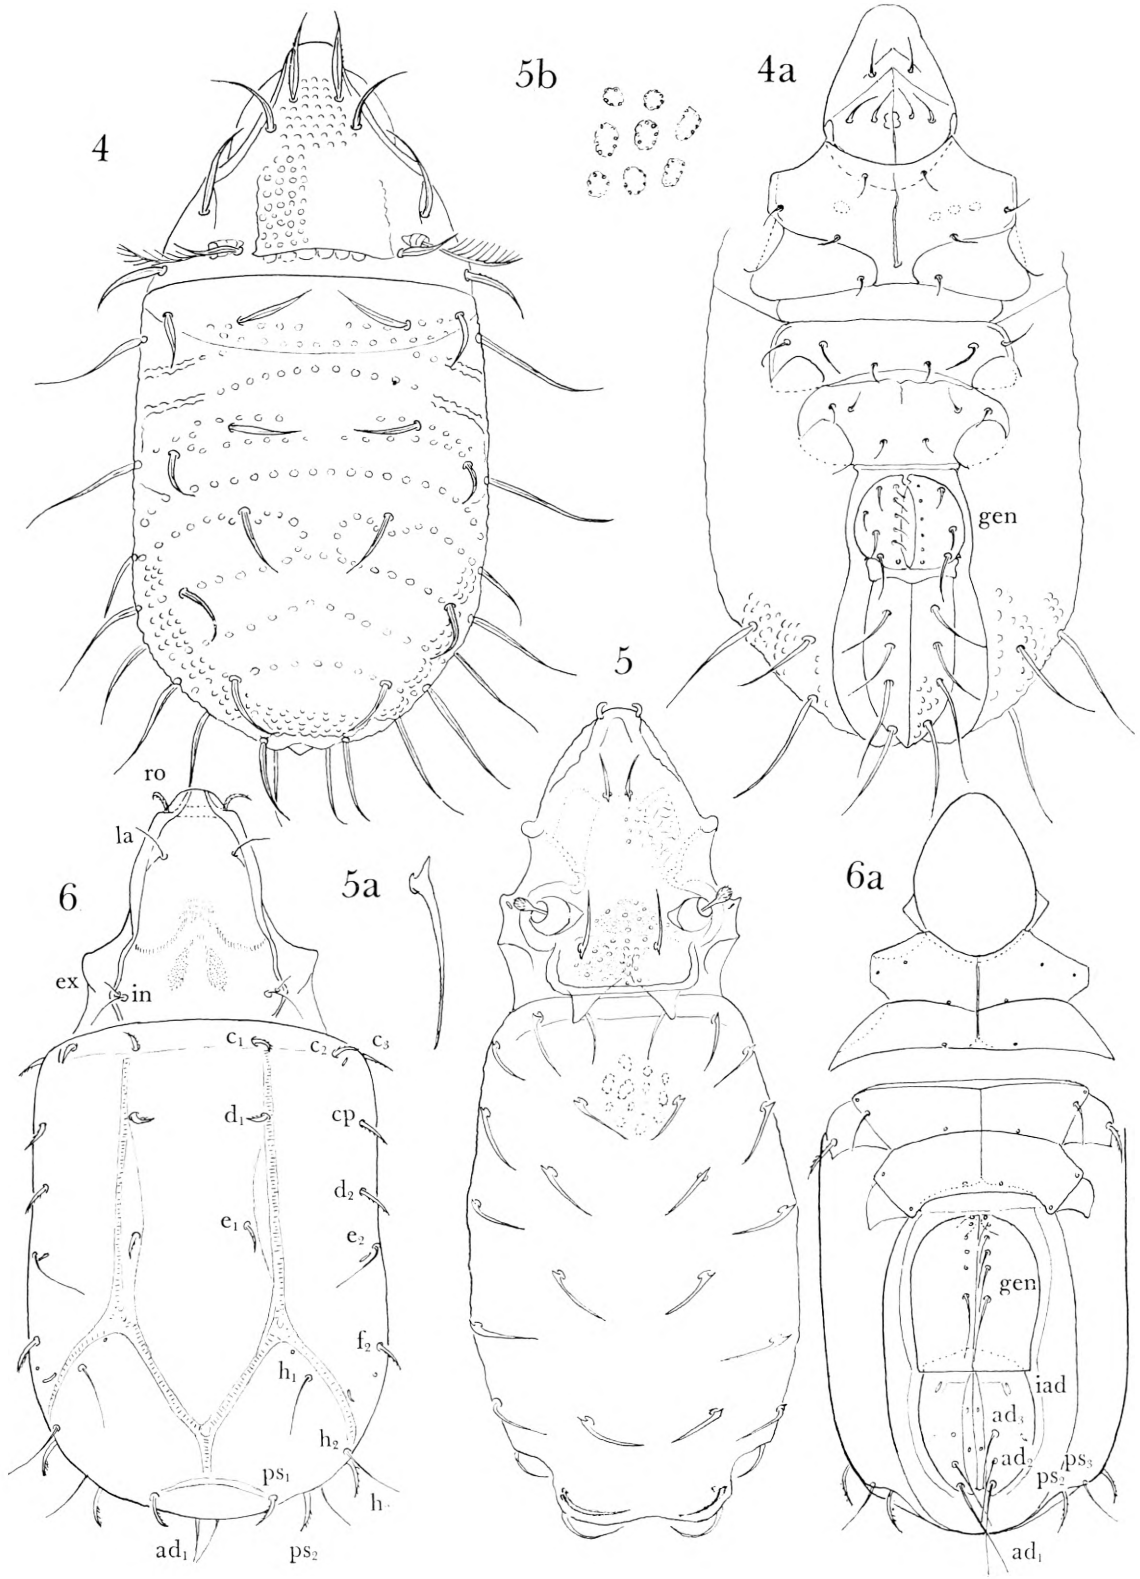 5b
4a
4
gen
5
ro
la
6
5a
6a
ex
in
c₁
c₂
c₃
d₁
cp
d₂
e₁
e₂
gen
f₂
h₁
iad
ad₃
h₂
ad₂
ps₃
ps₁
ps₂
h
ad₁
ps₂
ad₁